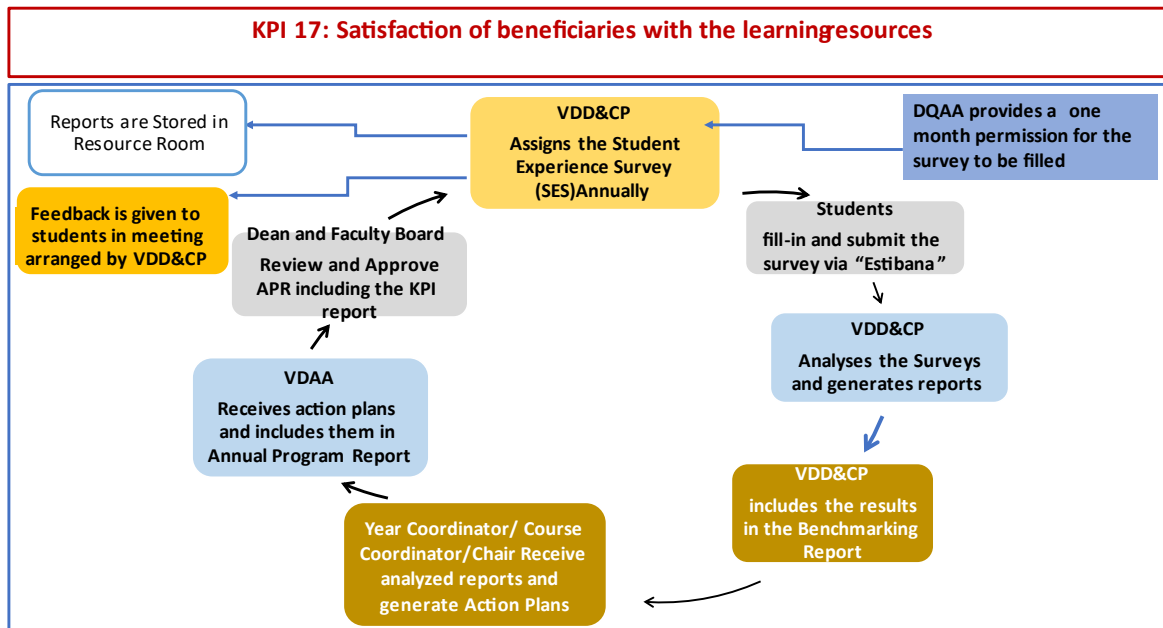 KPI 17: Satisfaction of beneficiaries with the learningresources
Reports are Stored in
Resource Room
VDD&CP
Assigns the Student
Experience Survey
(SES)Annually
DQAA provides a one
month permission for the
survey to be filled
Feedback is given to
students in meeting
arranged by VDD&CP
Dean and Faculty Board
Review and Approve
APR including the KPI
report
Students
fill-in and submit the
survey via “Estibana”
VDD&CP
Analyses the Surveys
and generates reports
VDAA
Receives action plans
and includes them in
Annual Program Report
VDD&CP
includes the results
in the Benchmarking
Report
Year Coordinator/ Course
Coordinator/Chair Receive
analyzed reports and
generate Action Plans